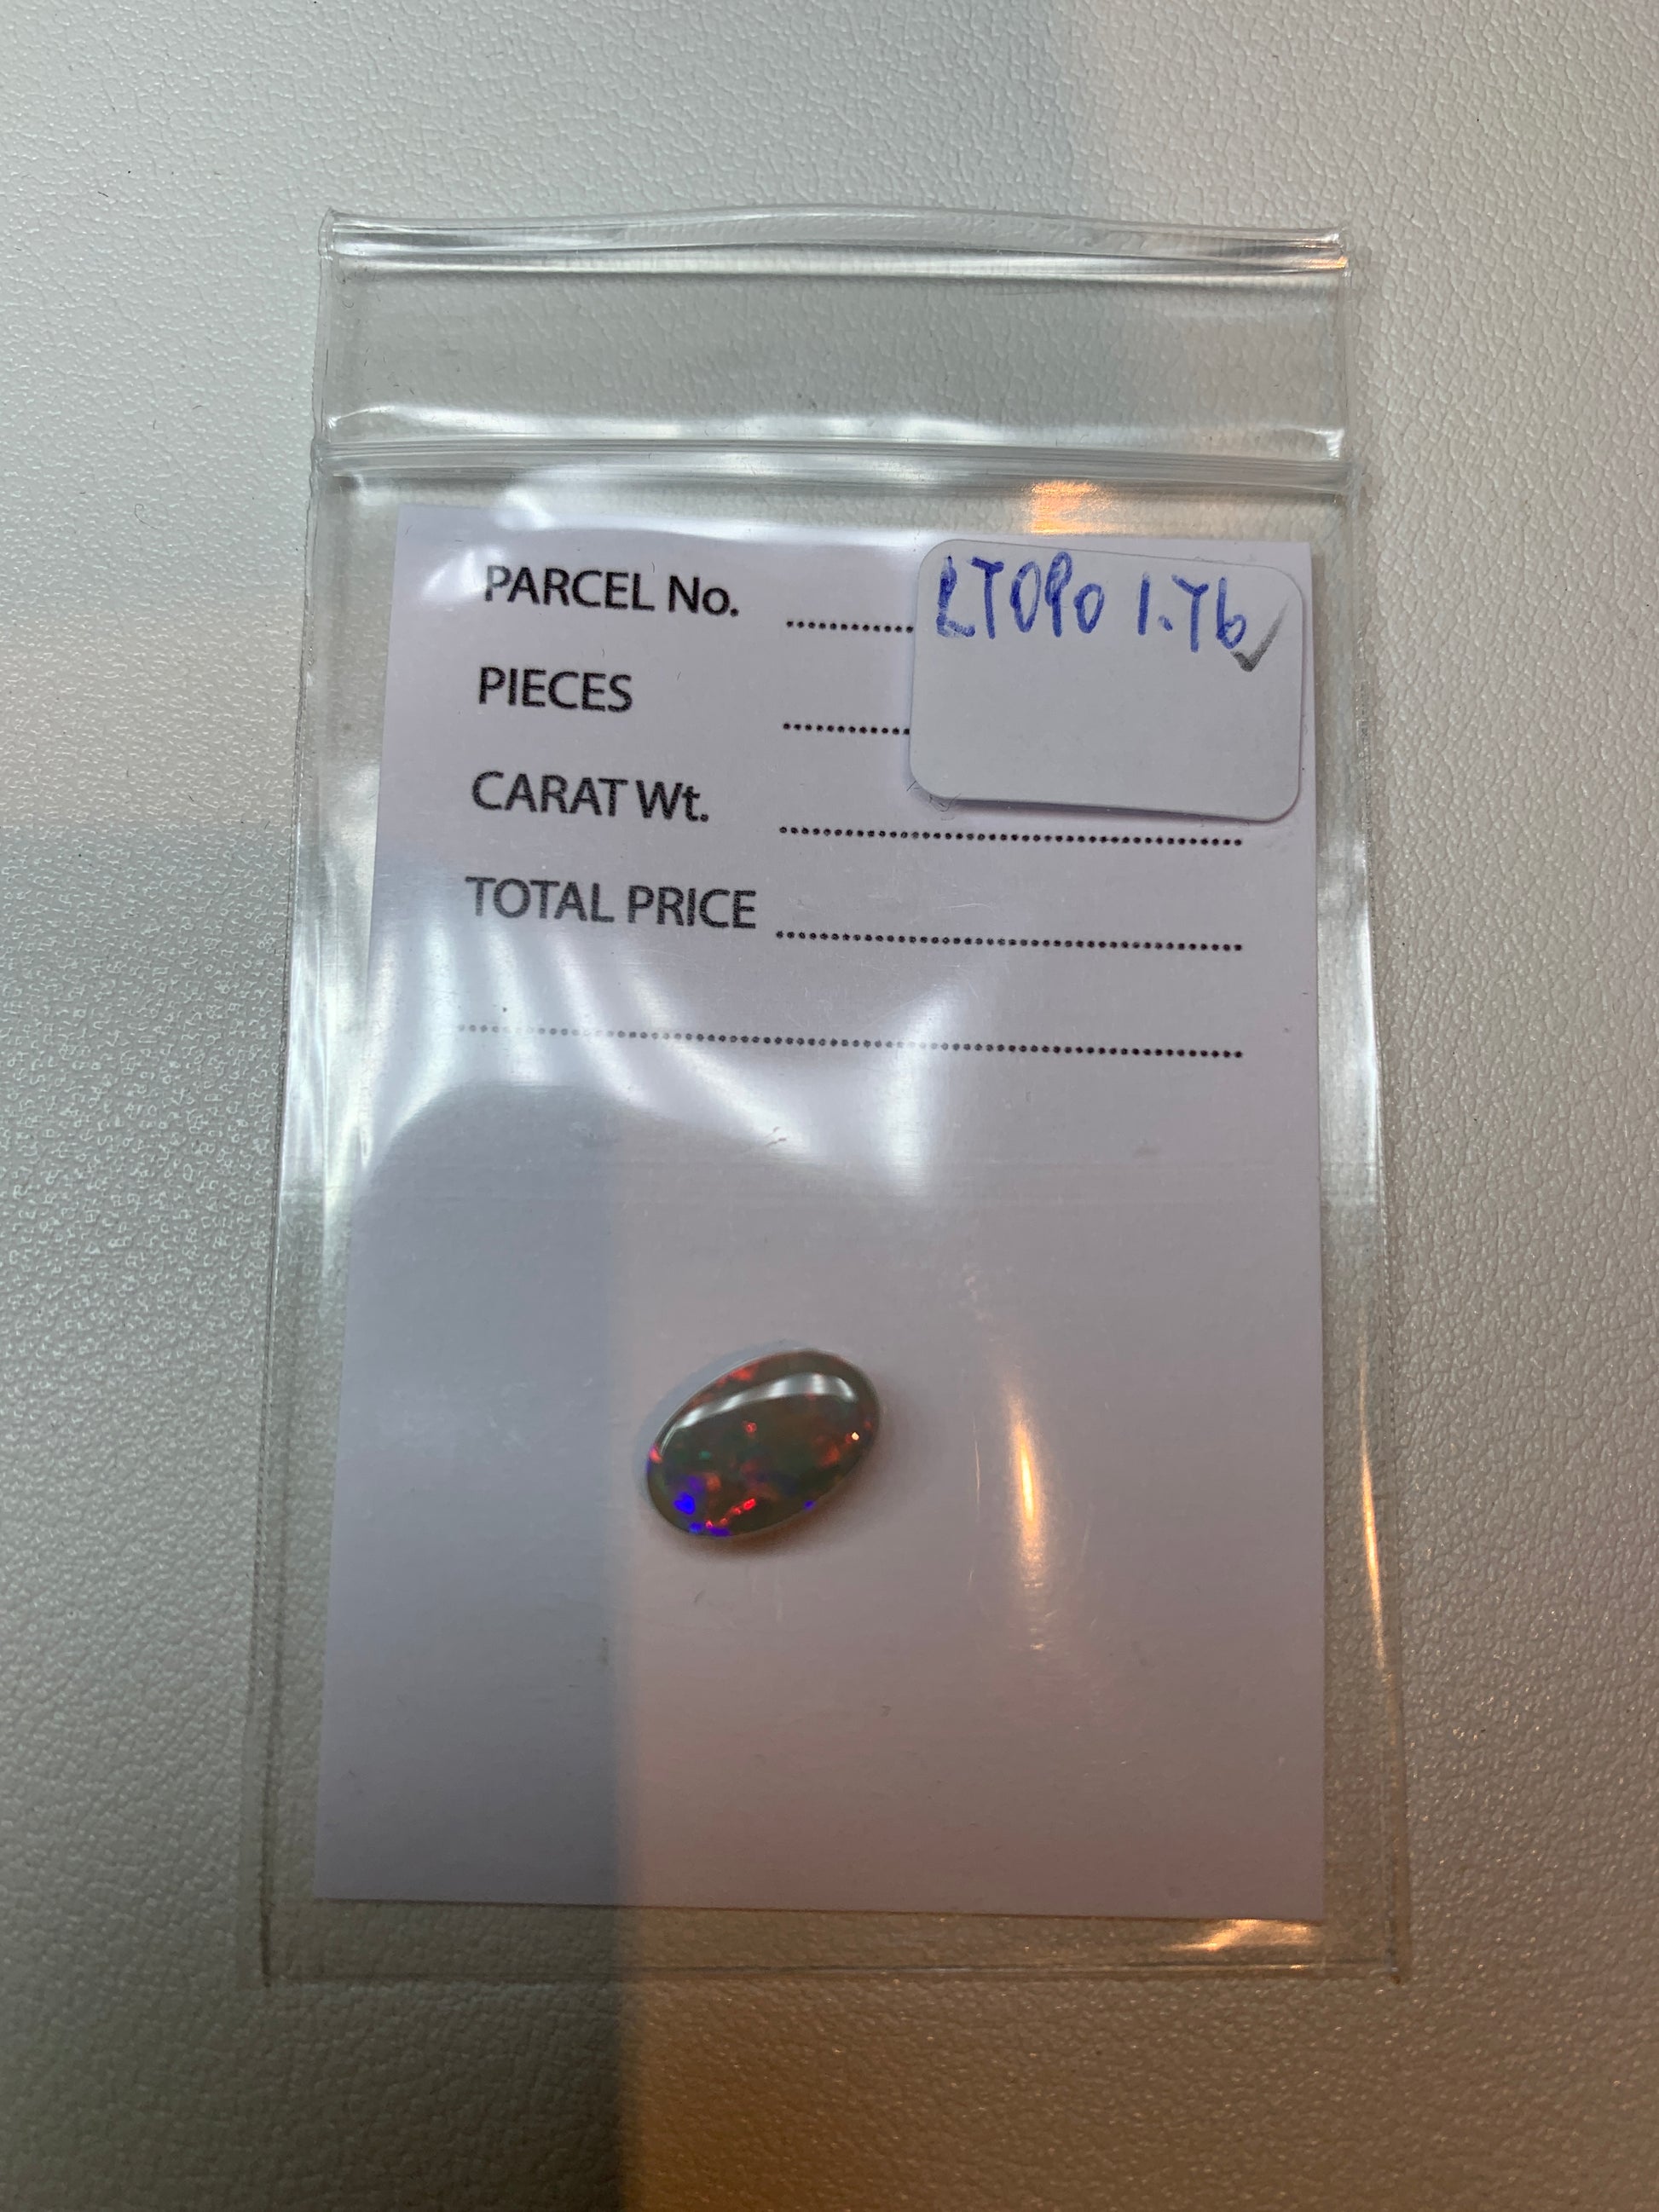 PARCEL No.
LT090 1.76
PIECES
CARAT Wt.
TOTAL PRICE